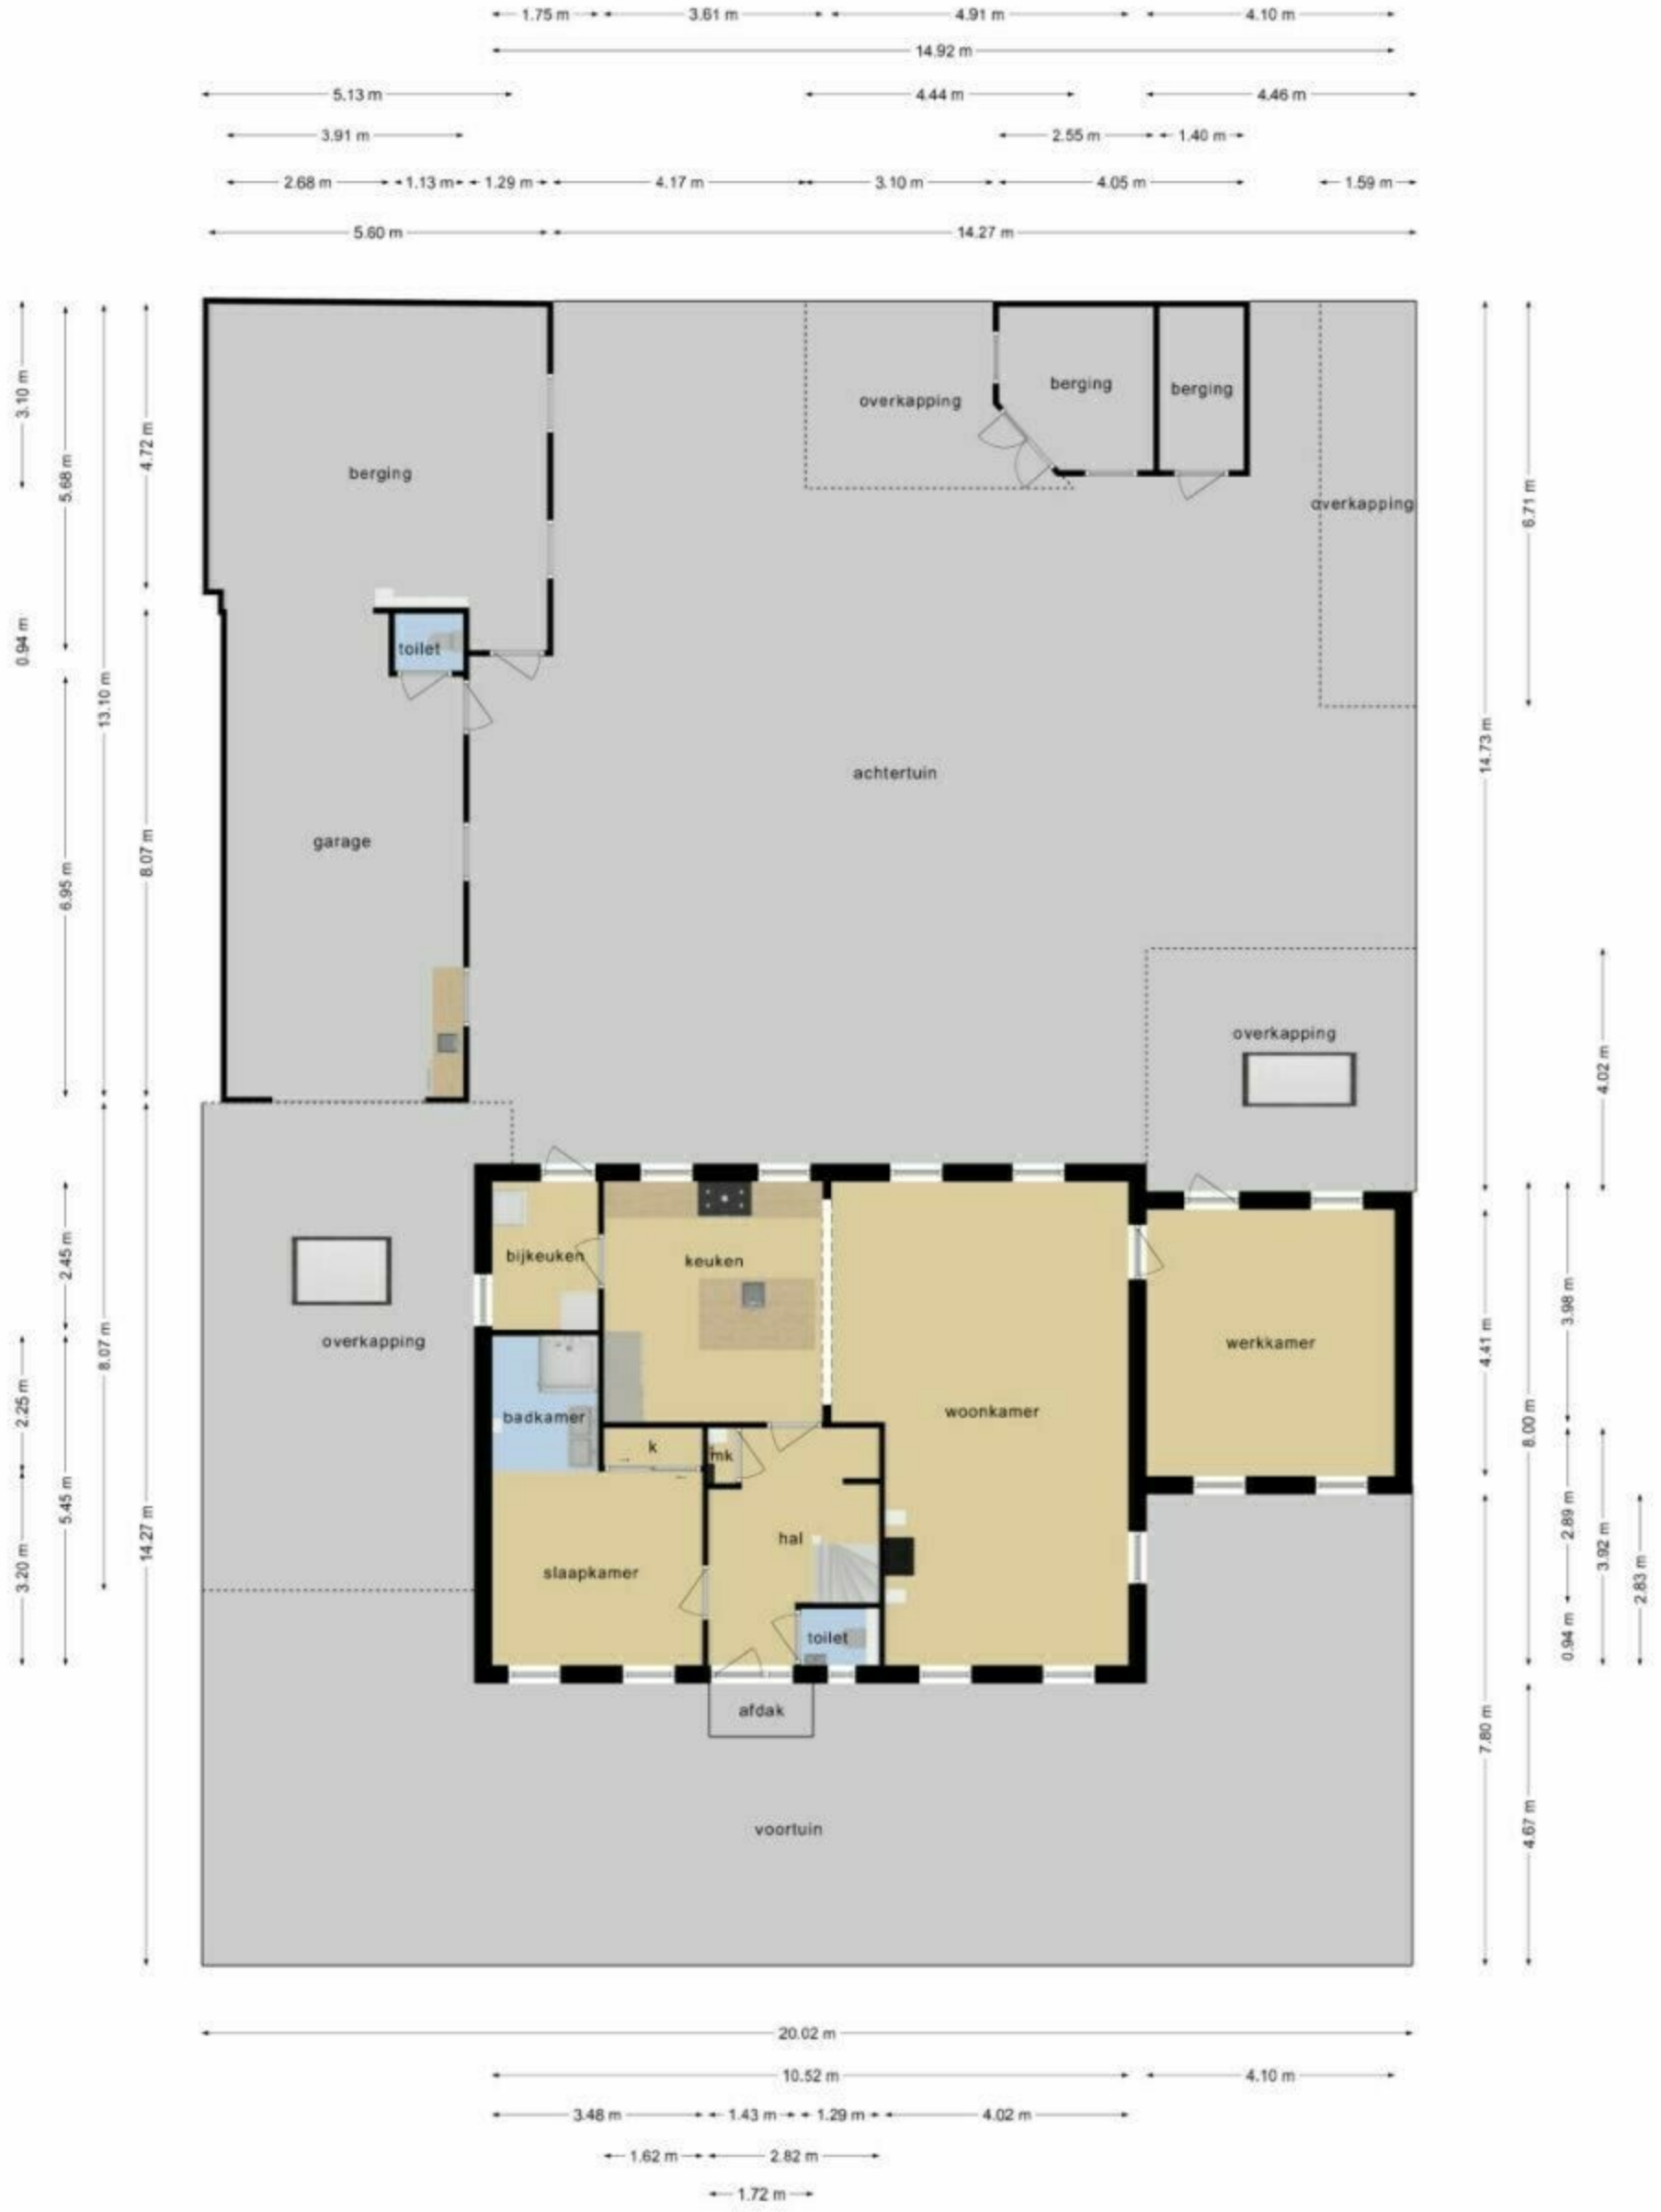 1.75 m 3.61 m 4.91 m 4.10 m
14.92 m
5.13 m 4.44 m 4.46 m
3.91 m 2.55 m 1.40 m
2.68 m 1.13 m 1.29 m 4.17 m 3.10 m 4.05 m 1.59 m
5.60 m 14.27 m
3.10 m
5.68 m
4.72 m
0.94 m
13.10 m
8.07 m
6.95 m
2.45 m
8.07 m
2.25 m
5.45 m
14.27 m
3.20 m
berging
berging
overkapping
berging
overkapping
toilet
achtertuin
garage
overkapping
bijkeuken
keuken
overkapping
werkkamer
woonkamer
badkamer
k
mk
hal
slaapkamer
toilet
afdak
voortuin
6.71 m
14.73 m
4.02 m
3.98 m
4.41 m
8.00 m
2.89 m
3.92 m
2.83 m
0.94 m
7.80 m
4.67 m
20.02 m
10.52 m 4.10 m
3.48 m 1.43 m 1.29 m 4.02 m
1.62 m 2.82 m
1.72 m